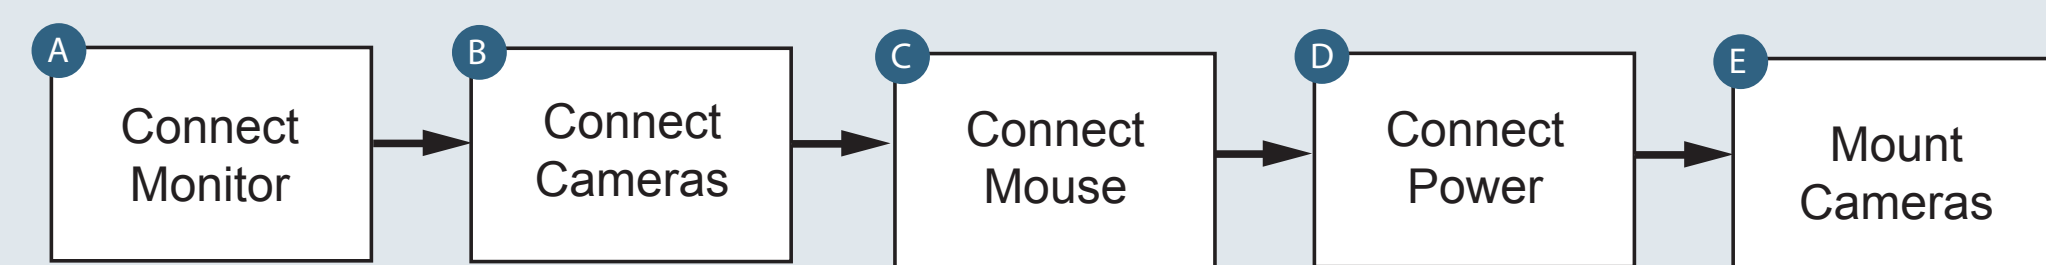 A
Connect
Monitor
B
Connect
Cameras
C
Connect
Mouse
D
Connect
Power
E
Mount
Cameras